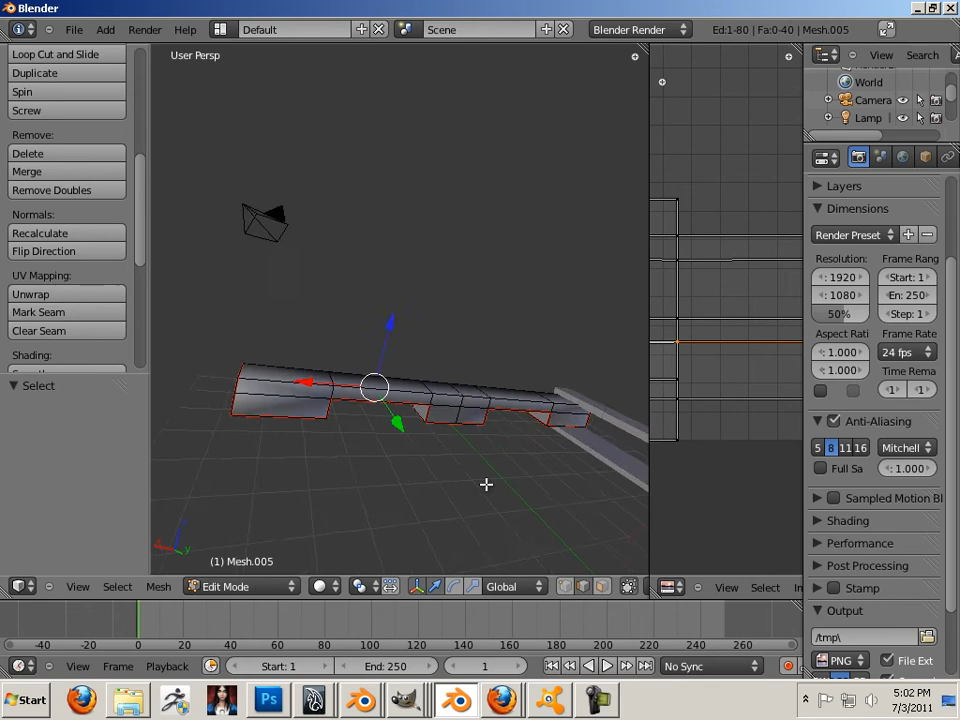 Blender
File
Add
Render
Help
Default
Scene
Blender Render
Ed:1-80 | Fa:0-40 | Mesh.005
Loop Cut and Slide
Duplicate
Spin
Screw
Remove:
Delete
Merge
Remove Doubles
Normals:
Recalculate
Flip Direction
UV Mapping:
Unwrap
Mark Seam
Clear Seam
Shading:
Select
User Persp
(1) Mesh.005
View
Select
Mesh
Edit Mode
Global
View
Select
View
Search
World
Camera
Lamp
Layers
Dimensions
Render Preset
Resolution:
Frame Rang
: 1920
Start: 1
: 1080
En: 250
50%
Step: 1
Aspect Rati
Frame Rate
: 1.000
24 fps
: 1.000
Time Rema
Anti-Aliasing
5 8 11 16
Mitchell
Full Sa
: 1.000
Sampled Motion Bl
Shading
Performance
Post Processing
Stamp
Output
/tmp\
PNG
File Ext
-40 -20 0 20 40 60 80 100 120 140 160 180 200 220 240 260
View
Frame
Playback
Start: 1
End: 250
1
No Sync
Start
Ps
5:02 PM
7/3/2011